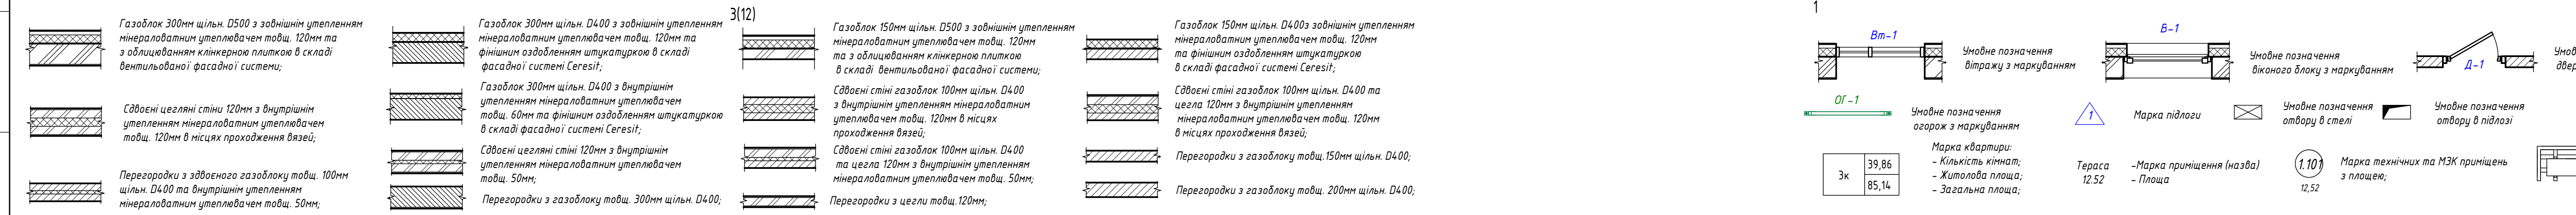 Газоблок 300мм щільн. D500 з зовнішнім утепленням
мінераловатним утеплювачем товщ. 120мм та
з облицюванням клінкерною плиткою в складі
вентильованої фасадної системи;
Сдвоєні цегляні стіни 120мм з внутрішнім
утепленням мінераловатним утеплювачем
товщ. 120мм в місцях проходження вязей;
Перегородки з здвоєного газоблоку товщ. 100мм
щільн. D400 та внутрішнім утепленням
мінераловатним утеплювачем товщ. 50мм;
Газоблок 300мм щільн. D400 з зовнішнім утепленням
мінераловатним утеплювачем товщ. 120мм та
фінішним оздобленням штукатуркою в складі
фасадної системі Ceresit;
Газоблок 300мм щільн. D400 з внутрішнім
утепленням мінераловатним утеплювачем
товщ. 60мм та фінішним оздобленням штукатуркою
в складі фасадної системі Ceresit;
Сдвоєні цегляні стіні 120мм з внутрішнім
утепленням мінераловатним утеплювачем
товщ. 50мм;
Перегородки з газоблоку товщ. 300мм щільн. D400;
3(12)
Газоблок 150мм щільн. D500 з зовнішнім утепленням
мінераловатним утеплювачем товщ. 120мм
та з облицюванням клінкерною плиткою
в складі вентильованої фасадної системи;
Сдвоєні стіні газоблок 100мм щільн. D400
з внутрішнім утепленням мінераловатним
утеплювачем товщ. 120мм в місцях
проходження вязей;
Сдвоєні стіні газоблок 100мм щільн. D400
та цегла 120мм з внутрішнім утепленням
мінераловатним утеплювачем товщ. 50мм;
Перегородки з цегли товщ.120мм;
Газоблок 150мм щільн. D400з зовнішнім утепленням
мінераловатним утеплювачем товщ. 120мм
та фінішним оздобленням штукатуркою
в складі фасадної системі Ceresit;
Сдвоєні стіні газоблок 100мм щільн. D400 та
цегла 120мм з внутрішнім утепленням
мінераловатним утеплювачем товщ. 120мм
в місцях проходження вязей;
Перегородки з газоблоку товщ.150мм щільн. D400;
Перегородки з газоблоку товщ. 200мм щільн. D400;
1
Вт-1
Умовне позначення
вітражу з маркуванням
В-1
Умовне позначення
віконого блоку з маркуванням
Д-1
Умов
двер
ОГ-1
Умовне позначення
огорож з маркуванням
1
Марка підлоги
Умовне позначення
отвору в стелі
Умовне позначення
отвору в підлозі
3к
39,86
85,14
Марка квартири:
- Кількість кімнат;
- Житолова площа;
- Загальна площа;
Тераса
12.52
-Марка приміщення (назва)
- Площа
1.101
12,52
Марка технічних та МЗК приміщень
з площею;